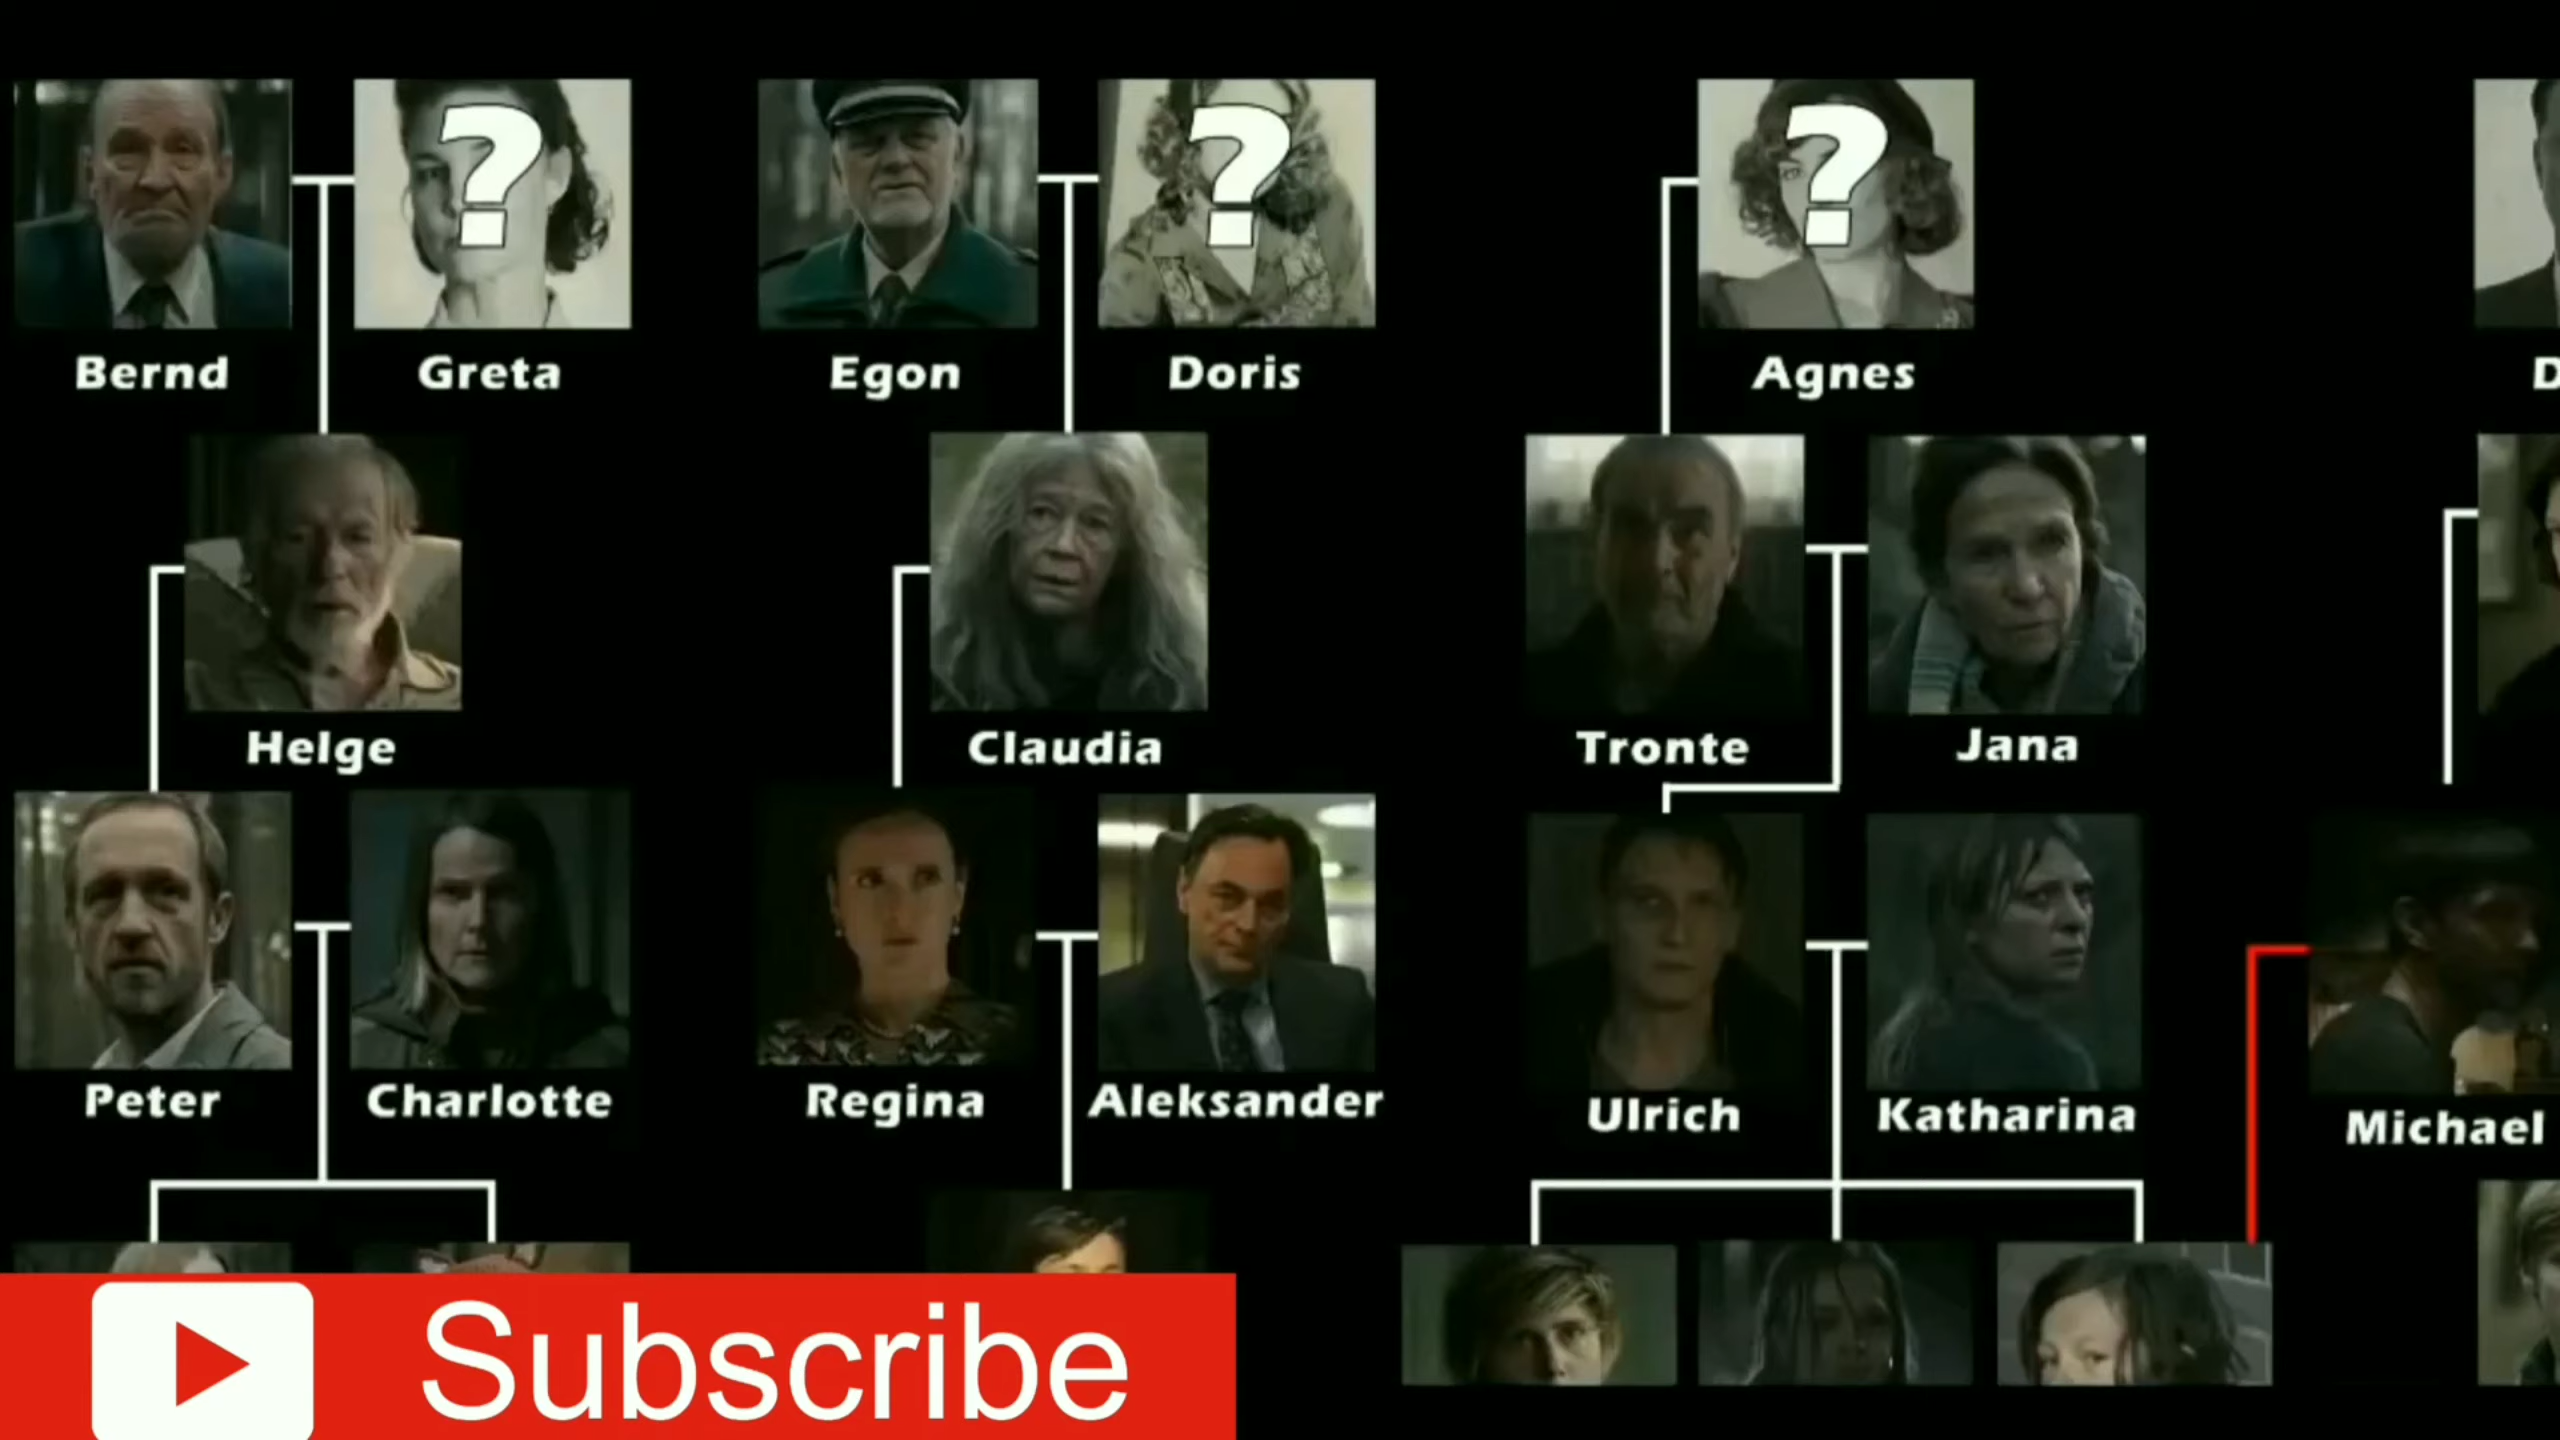 Bernd Greta Egon Doris Agnes D
Helge Claudia Tronte Jana
Peter Charlotte Regina Aleksander Ulrich Katharina Michael
Subscribe